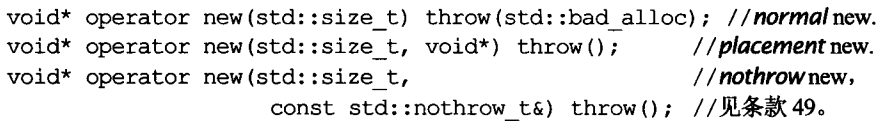 void* operator new(std::size_t) throw(std::bad_alloc); //normal new.
void* operator new(std::size_t, void*) throw(); //placement new.
void* operator new(std::size_t, //nothrow new,
const std::nothrow_t&) throw(); //见条款 49。